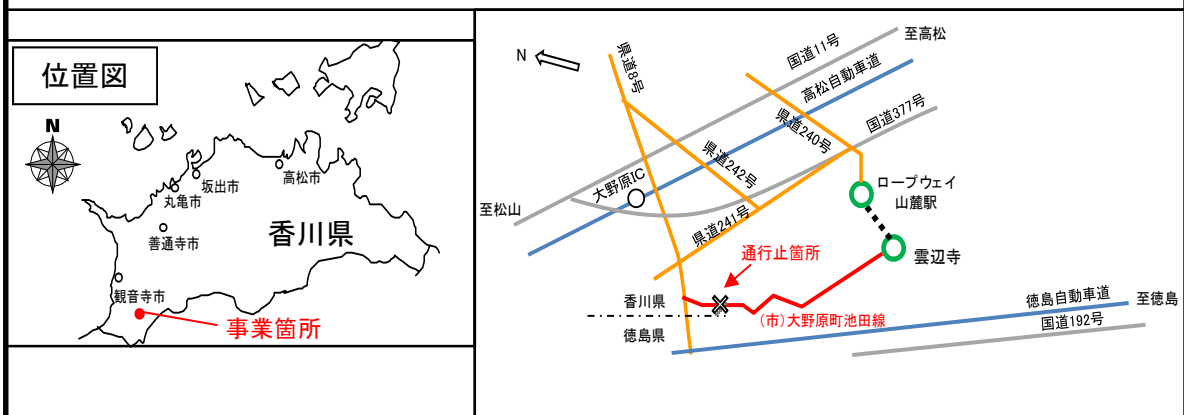 位置図
N
高松市
坂出市
丸亀市
善通寺市
香川県
観音寺市
事業箇所
N
県道8号
国道11号
至高松
高松自動車道
県道240号
国道377号
県道242号
大野原IC
ロープウェイ
山麓駅
至松山
県道241号
通行止箇所
雲辺寺
香川県
徳島県
(市)大野原町池田線
徳島自動車道
至徳島
国道192号